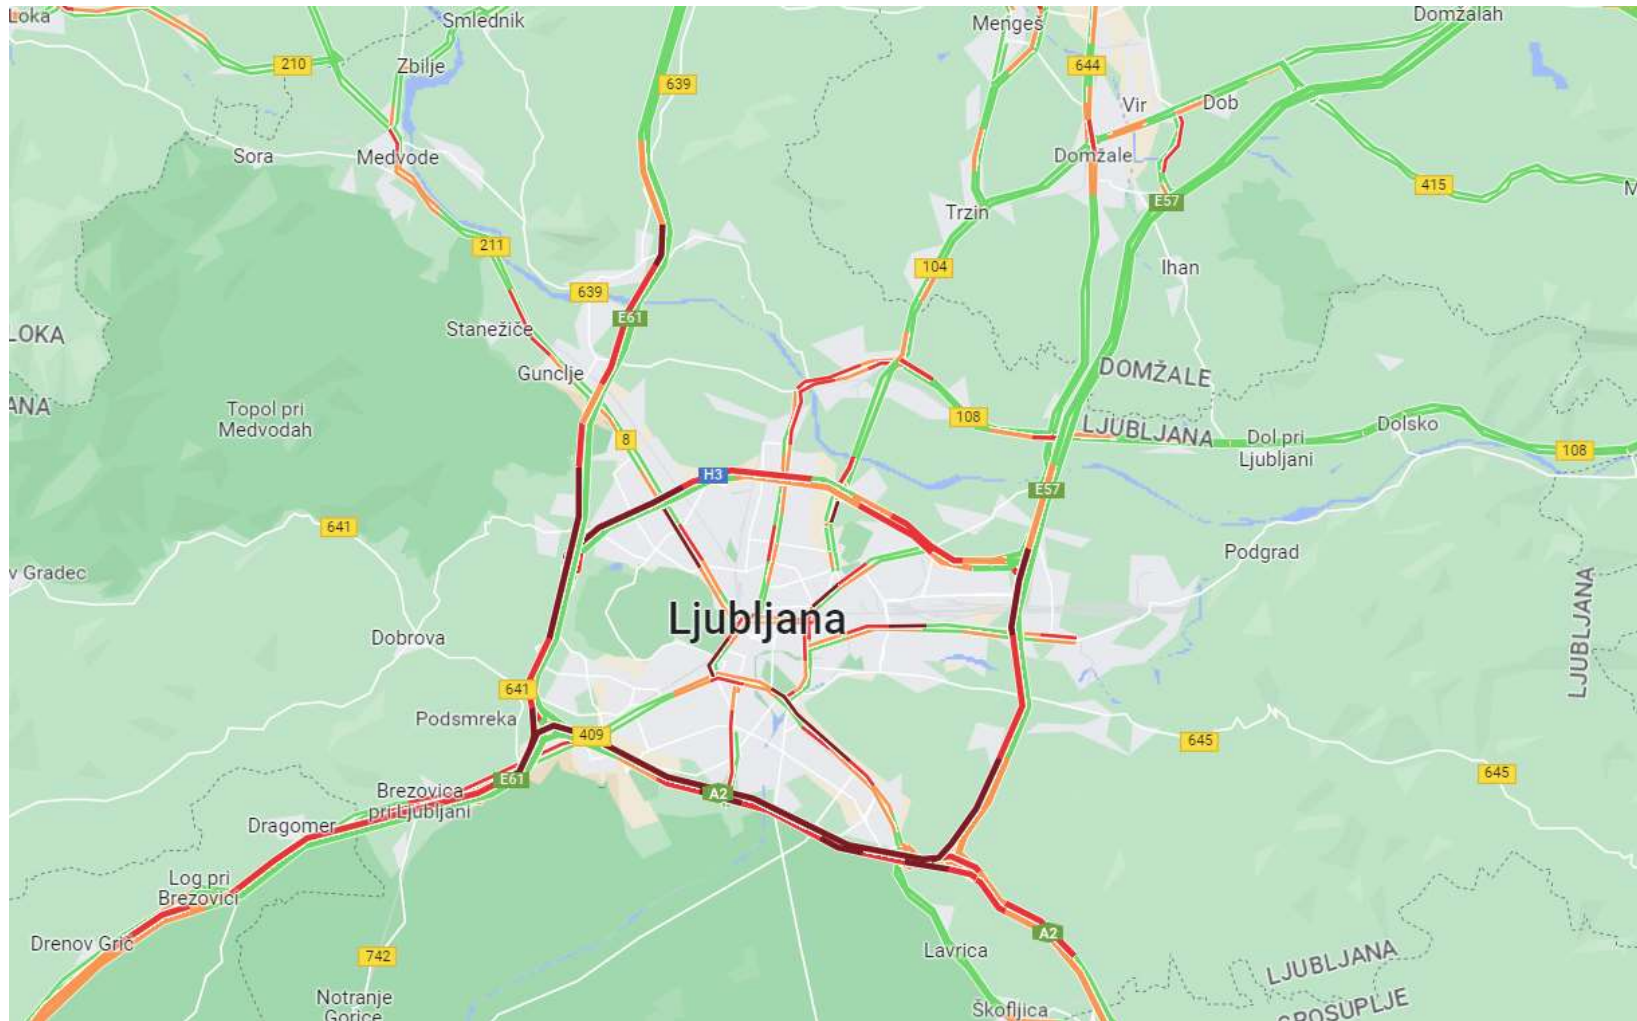 Loka
Smlednik
Mengeš
Domžalah
210
Zbilje
639
644
Vir
Dob
Sora
Medvode
Domžale
415
M
E57
Trzin
211
104
Ihan
639
E61
LOKA
Stanežiče
Gunclje
DOMŽALE
ANA
Topol pri
Medvodah
108
LJUBLJANA
Dolsko
8
Dol pri
Ljubljani
108
H3
E57
641
v Gradec
Podgrad
Ljubljana
LJUBLJANA
Dobrova
641
Podsmreka
409
645
645
E61
Brezovica
pri Ljubljani
A2
Dragomer
Log pri
Brezovici
Drenov Grič
742
A2
Lavrica
LJUBLJANA
Notranje
Gorice
Škofljica
GROSUPLJE